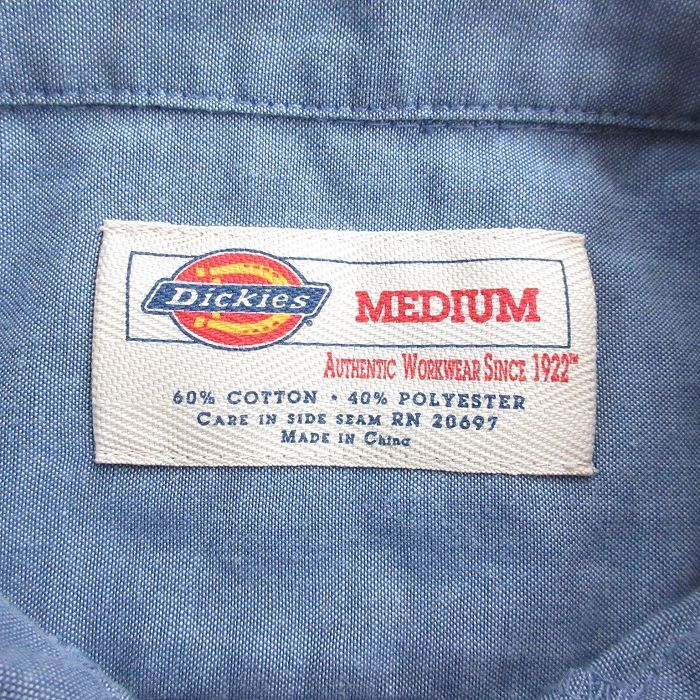 Dickies
MEDIUM
AUTHENTIC WORKWEAR SINCE 1922™
60% COTTON • 40% POLYESTER
CARE IN SIDE SEAM RN 20697
MADE IN China